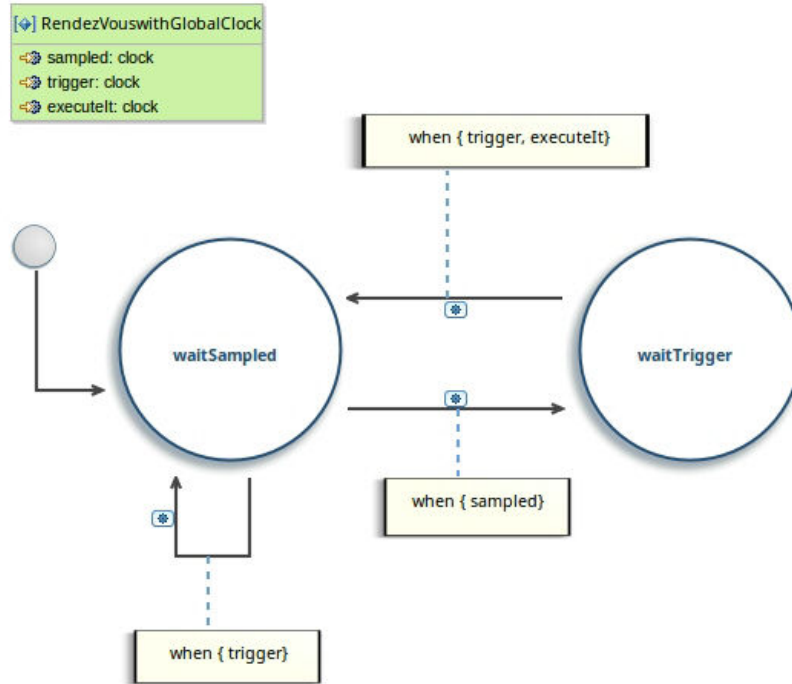 RendezVouswithGlobalClock
sampled: clock
trigger: clock
executeIt: clock
when { trigger, executeIt}
waitSampled
waitTrigger
when { sampled}
when { trigger}